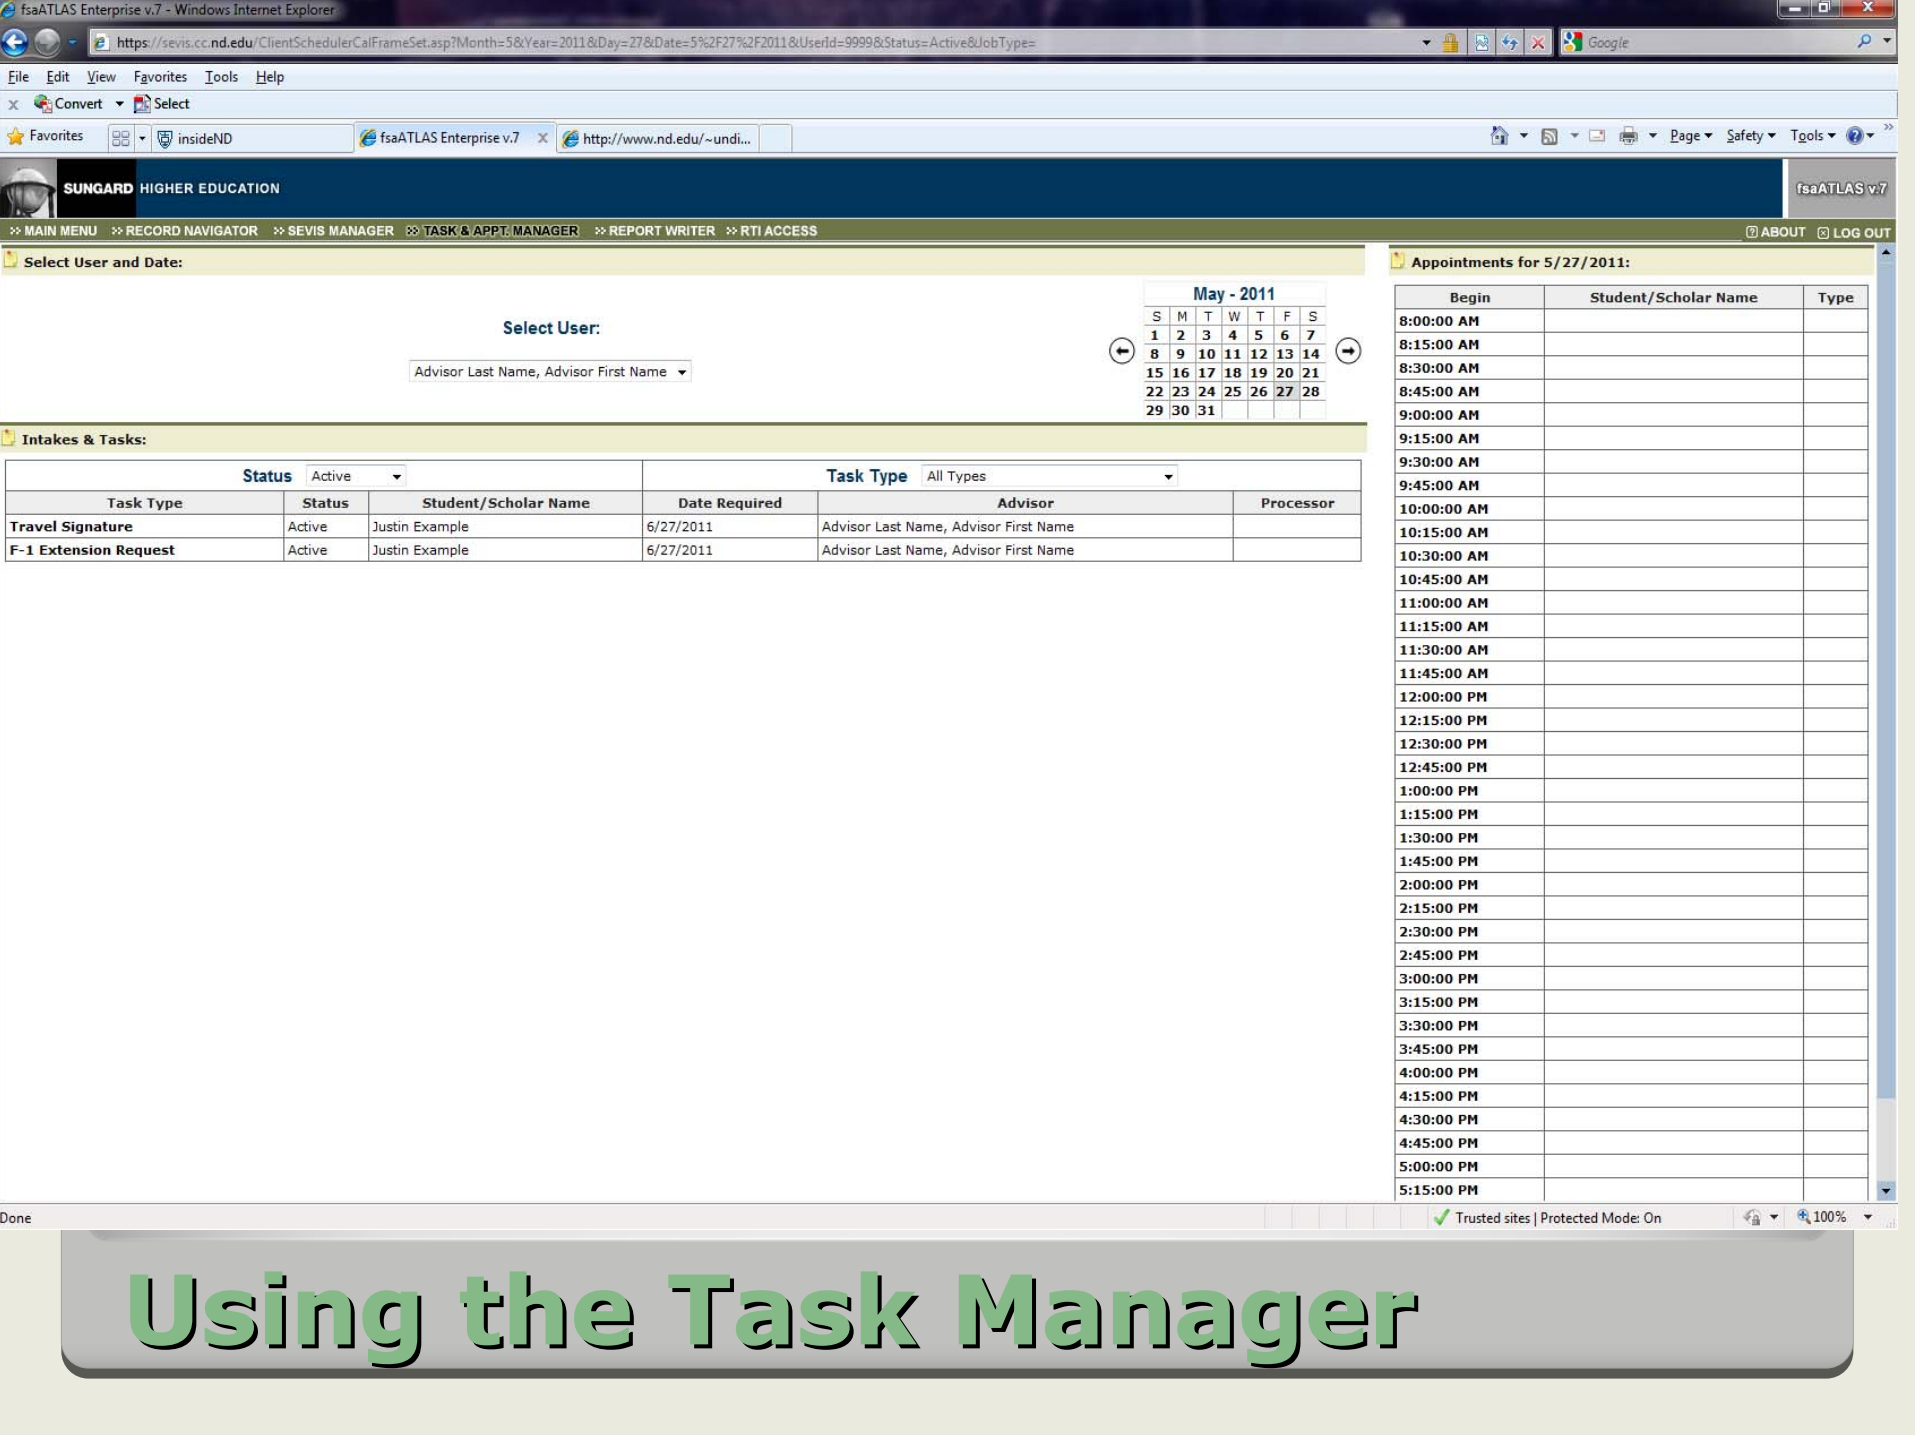 fsaATLAS Enterprise v.7 - Windows Internet Explorer
https://sevis.cc.nd.edu/ClientSchedulerCalFrameSet.asp?Month=5&Year=2011&Day=27&Date=5%2F27%2F2011&UserId=9999&Status=Active&JobType=
Google
File Edit View Favorites Tools Help
x Convert Select
Favorites insideND fsaATLAS Enterprise v.7 x http://www.nd.edu/~undi... Page Safety Tools »
SUNGARD HIGHER EDUCATION fsaATLAS v.7
MAIN MENU RECORD NAVIGATOR SEVIS MANAGER TASK & APPT. MANAGER REPORT WRITER RTI ACCESS ABOUT LOG OUT
Select User and Date:
Select User:
Advisor Last Name, Advisor First Name
May - 2011
S M T W T F S
1 2 3 4 5 6 7
8 9 10 11 12 13 14
15 16 17 18 19 20 21
22 23 24 25 26 27 28
29 30 31
Intakes & Tasks:
Status Active Task Type All Types
Task Type Status Student/Scholar Name Date Required Advisor Processor
Travel Signature Active Justin Example 6/27/2011 Advisor Last Name, Advisor First Name
F-1 Extension Request Active Justin Example 6/27/2011 Advisor Last Name, Advisor First Name
Appointments for 5/27/2011:
Begin Student/Scholar Name Type
8:00:00 AM
8:15:00 AM
8:30:00 AM
8:45:00 AM
9:00:00 AM
9:15:00 AM
9:30:00 AM
9:45:00 AM
10:00:00 AM
10:15:00 AM
10:30:00 AM
10:45:00 AM
11:00:00 AM
11:15:00 AM
11:30:00 AM
11:45:00 AM
12:00:00 PM
12:15:00 PM
12:30:00 PM
12:45:00 PM
1:00:00 PM
1:15:00 PM
1:30:00 PM
1:45:00 PM
2:00:00 PM
2:15:00 PM
2:30:00 PM
2:45:00 PM
3:00:00 PM
3:15:00 PM
3:30:00 PM
3:45:00 PM
4:00:00 PM
4:15:00 PM
4:30:00 PM
4:45:00 PM
5:00:00 PM
5:15:00 PM
Done Trusted sites | Protected Mode: On 100%
Using the Task Manager